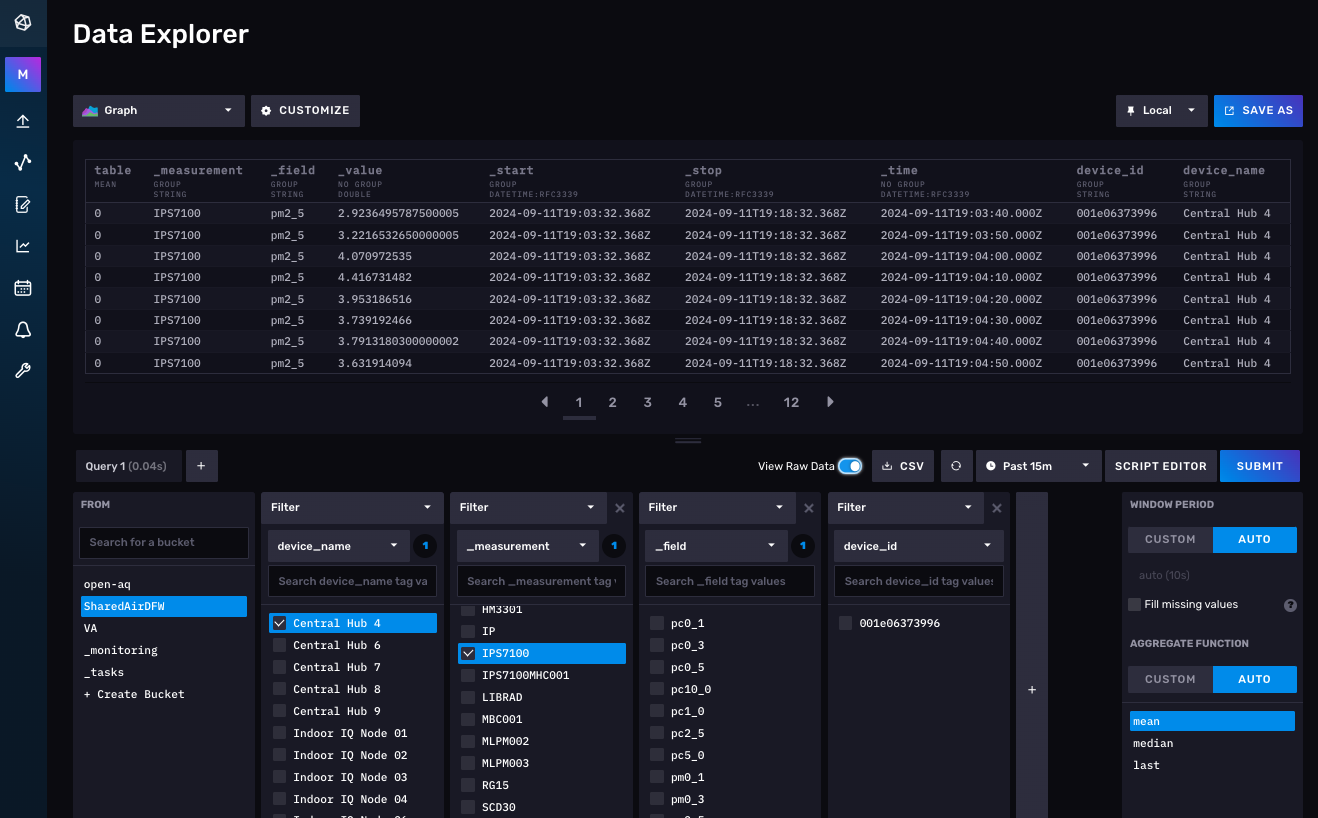 Data Explorer
M
Graph
CUSTOMIZE
Local
SAVE AS
table _measurement _field _value _start _stop _time device_id device_name
MEAN GROUP GROUP NO GROUP GROUP GROUP NO GROUP GROUP GROUP
STRING STRING DOUBLE DATETIME:RFC3339 DATETIME:RFC3339 DATETIME:RFC3339 STRING STRING
0 IPS7100 pm2_5 2.9236495787500005 2024-09-11T19:03:32.368Z 2024-09-11T19:18:32.368Z 2024-09-11T19:03:40.000Z 001e06373996 Central Hub 4
0 IPS7100 pm2_5 3.2216532650000005 2024-09-11T19:03:32.368Z 2024-09-11T19:18:32.368Z 2024-09-11T19:03:50.000Z 001e06373996 Central Hub 4
0 IPS7100 pm2_5 4.070972535 2024-09-11T19:03:32.368Z 2024-09-11T19:18:32.368Z 2024-09-11T19:04:00.000Z 001e06373996 Central Hub 4
0 IPS7100 pm2_5 4.416731482 2024-09-11T19:03:32.368Z 2024-09-11T19:18:32.368Z 2024-09-11T19:04:10.000Z 001e06373996 Central Hub 4
0 IPS7100 pm2_5 3.953186516 2024-09-11T19:03:32.368Z 2024-09-11T19:18:32.368Z 2024-09-11T19:04:20.000Z 001e06373996 Central Hub 4
0 IPS7100 pm2_5 3.739192466 2024-09-11T19:03:32.368Z 2024-09-11T19:18:32.368Z 2024-09-11T19:04:30.000Z 001e06373996 Central Hub 4
0 IPS7100 pm2_5 3.7913180300000002 2024-09-11T19:03:32.368Z 2024-09-11T19:18:32.368Z 2024-09-11T19:04:40.000Z 001e06373996 Central Hub 4
0 IPS7100 pm2_5 3.631914094 2024-09-11T19:03:32.368Z 2024-09-11T19:18:32.368Z 2024-09-11T19:04:50.000Z 001e06373996 Central Hub 4
1 2 3 4 5 ... 12
Query 1 (0.04s)
+
View Raw Data
CSV
Past 15m
SCRIPT EDITOR
SUBMIT
FROM
Search for a bucket
open-aq
SharedAirDFW
VA
_monitoring
_tasks
+ Create Bucket
Filter
device_name 1
Search device_name tag va
Central Hub 4
Central Hub 6
Central Hub 7
Central Hub 8
Central Hub 9
Indoor IQ Node 01
Indoor IQ Node 02
Indoor IQ Node 03
Indoor IQ Node 04
Filter
_measurement 1
Search _measurement tag v
HM3301
IP
IPS7100
IPS7100MHC001
LIBRAD
MBC001
MLPM002
MLPM003
RG15
SCD30
Filter
_field 1
Search _field tag values
pc0_1
pc0_3
pc0_5
pc10_0
pc1_0
pc2_5
pc5_0
pm0_1
pm0_3
Filter
device_id
Search device_id tag values
001e06373996
+
WINDOW PERIOD
CUSTOM AUTO
auto (10s)
Fill missing values ?
AGGREGATE FUNCTION
CUSTOM AUTO
mean
median
last